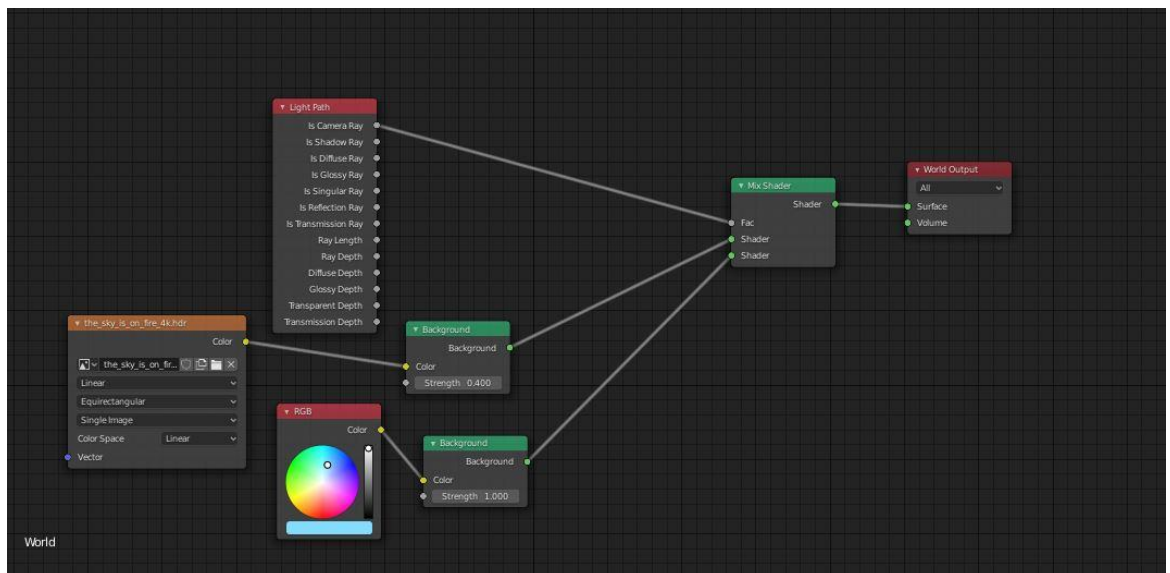 Light Path
Is Camera Ray
Is Shadow Ray
Is Diffuse Ray
Is Glossy Ray
Is Singular Ray
Is Reflection Ray
Is Transmission Ray
Ray Length
Ray Depth
Diffuse Depth
Glossy Depth
Transparent Depth
Transmission Depth
the_sky_is_on_fire_4k.hdr
Color
the_sky_is_on_fir...
Linear
Equirectangular
Single Image
Color Space Linear
Vector
Background
Background
Color
Strength 0.400
RGB
Color
Background
Background
Color
Strength 1.000
Mix Shader
Shader
Fac
Shader
Shader
World Output
All
Surface
Volume
World